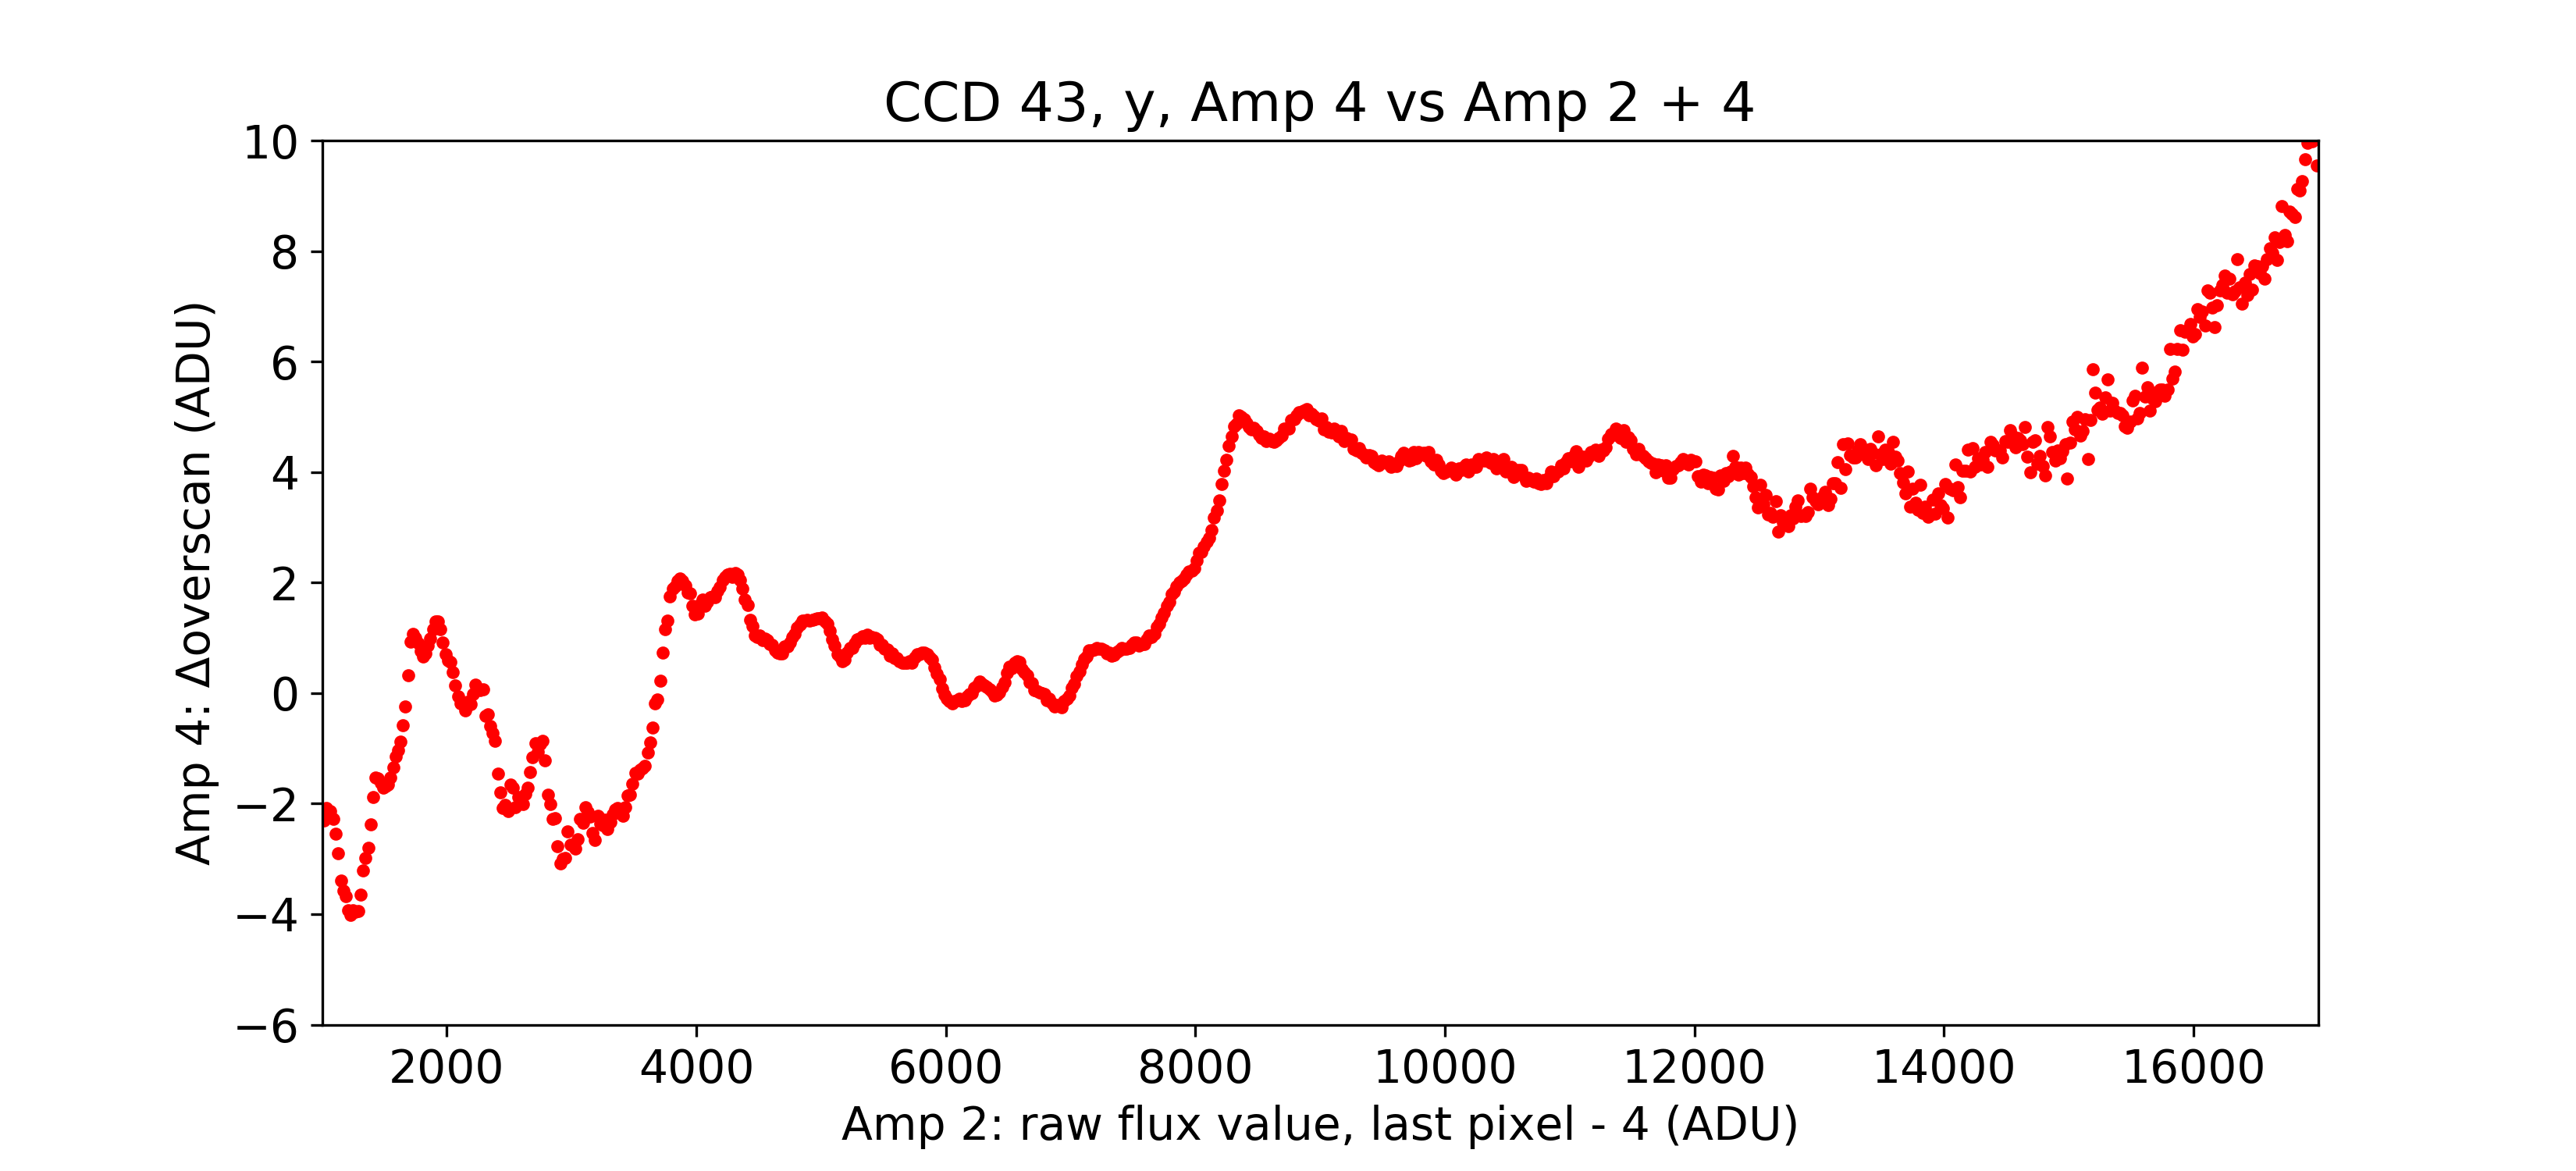 CCD 43, y, Amp 4 vs Amp 2 + 4
10
8
6
4
2
0
−2
−4
−6
Amp 4: Δoverscan (ADU)
2000 4000 6000 8000 10000 12000 14000 16000
Amp 2: raw flux value, last pixel - 4 (ADU)